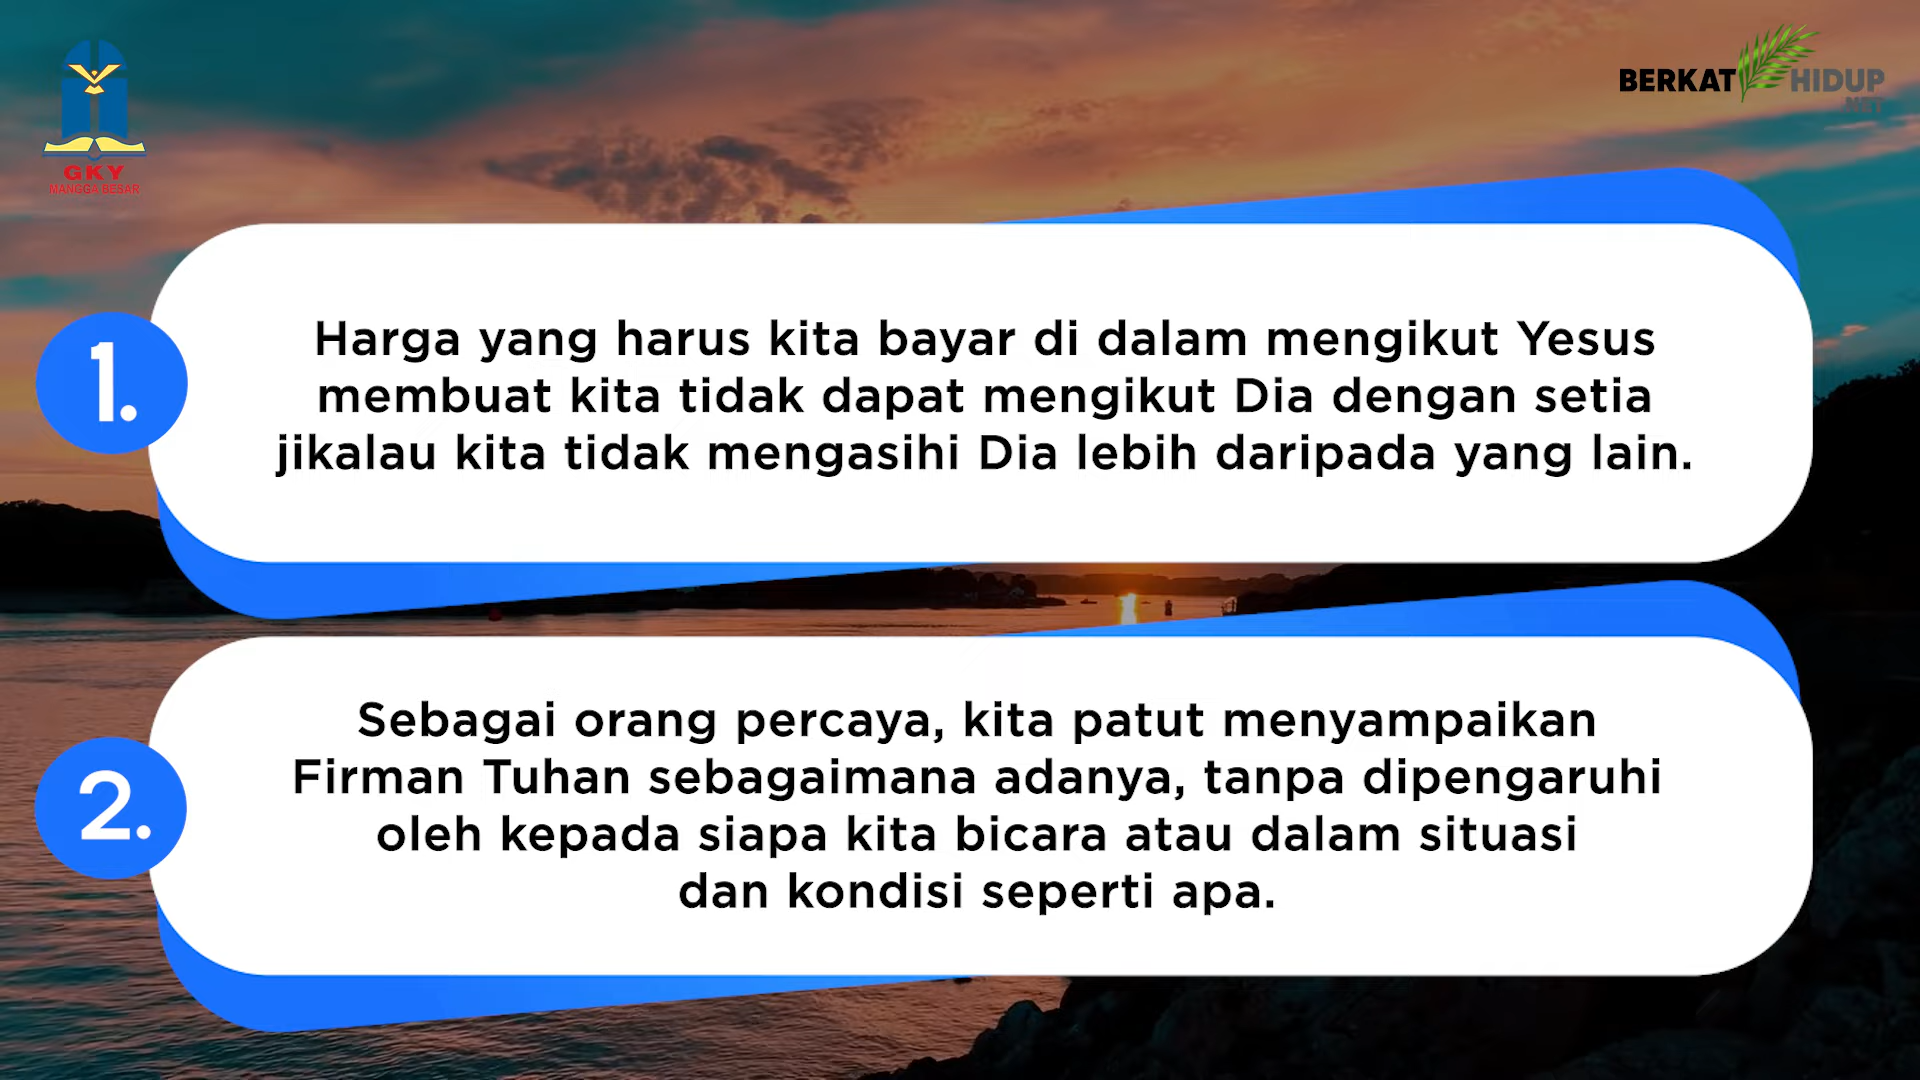 GKY
MANGGA BESAR
BERKAT HIDUP
.NET
1.
Harga yang harus kita bayar di dalam mengikut Yesus
membuat kita tidak dapat mengikut Dia dengan setia
jikalau kita tidak mengasihi Dia lebih daripada yang lain.
2.
Sebagai orang percaya, kita patut menyampaikan
Firman Tuhan sebagaimana adanya, tanpa dipengaruhi
oleh kepada siapa kita bicara atau dalam situasi
dan kondisi seperti apa.